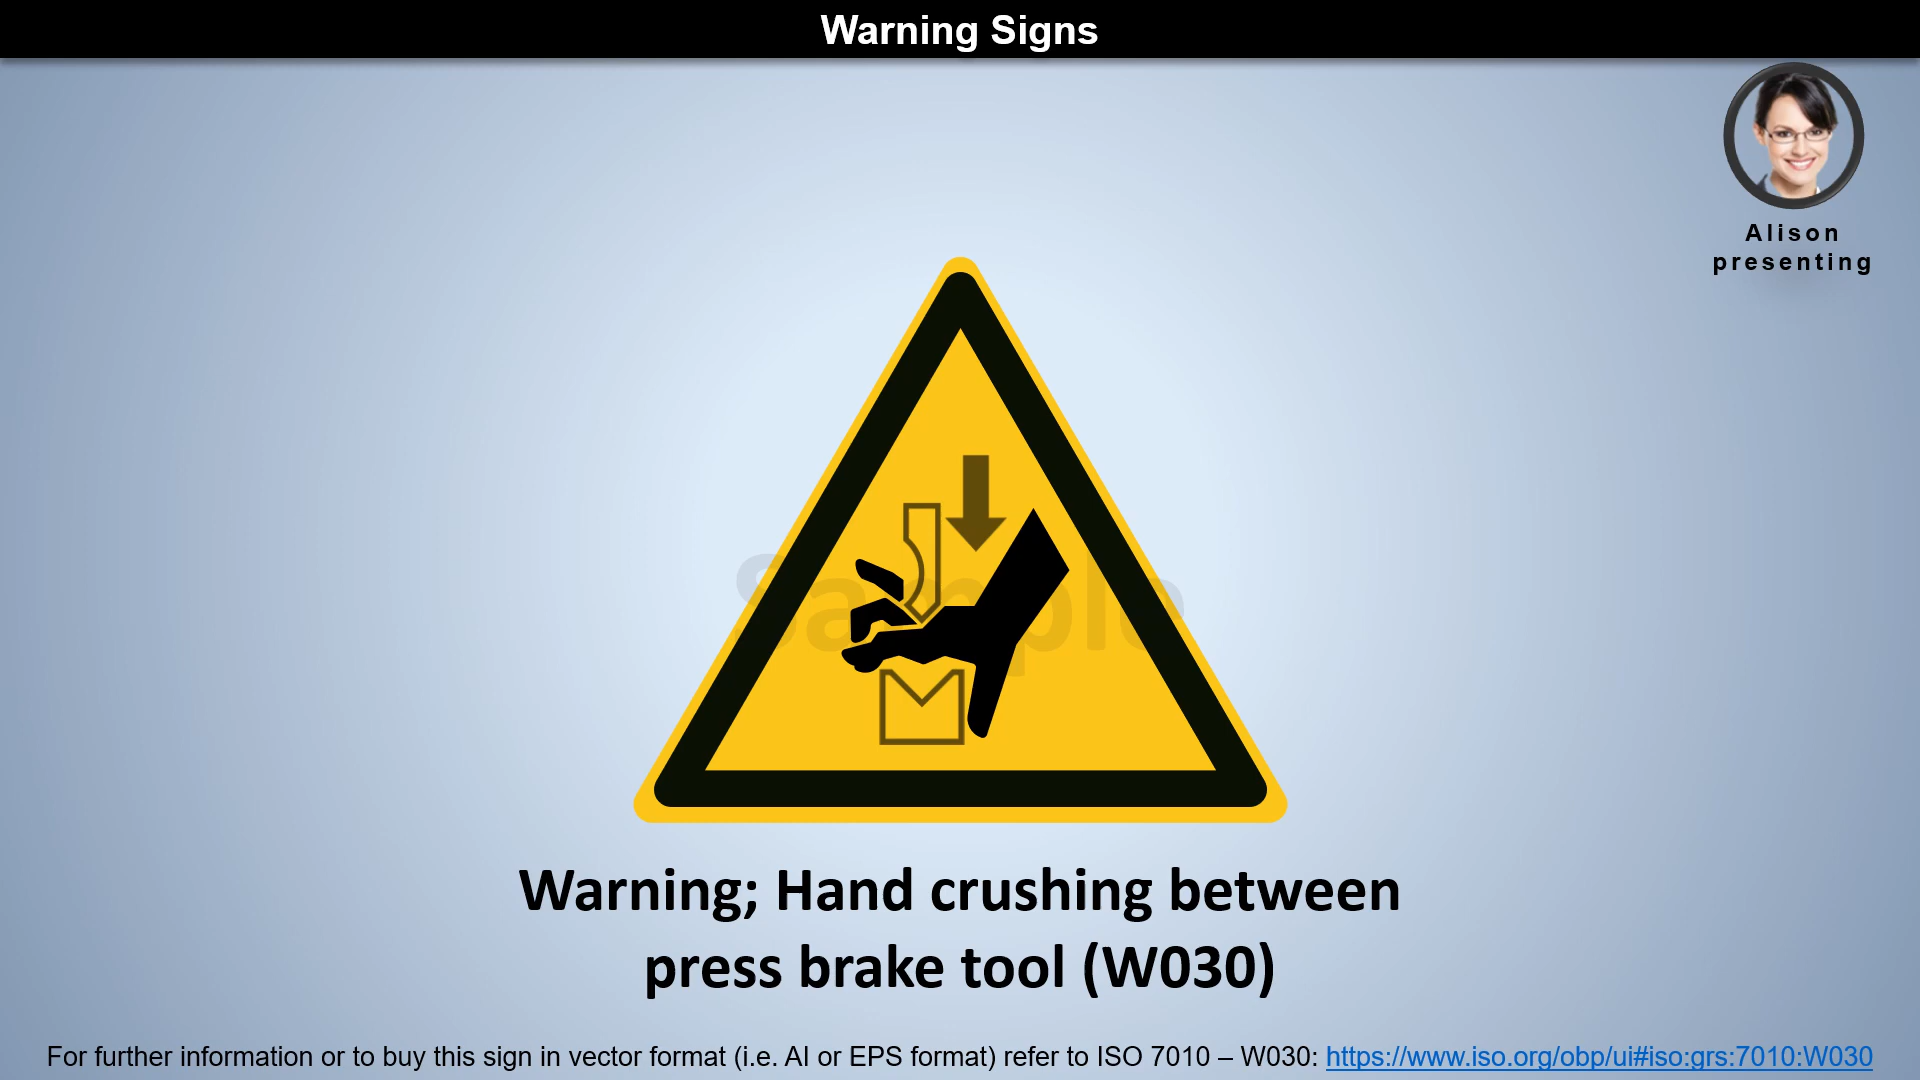 Warning Signs
Alison
presenting
Sample
Warning; Hand crushing between
press brake tool (W030)
For further information or to buy this sign in vector format (i.e. AI or EPS format) refer to ISO 7010 – W030: https://www.iso.org/obp/ui#iso:grs:7010:W030